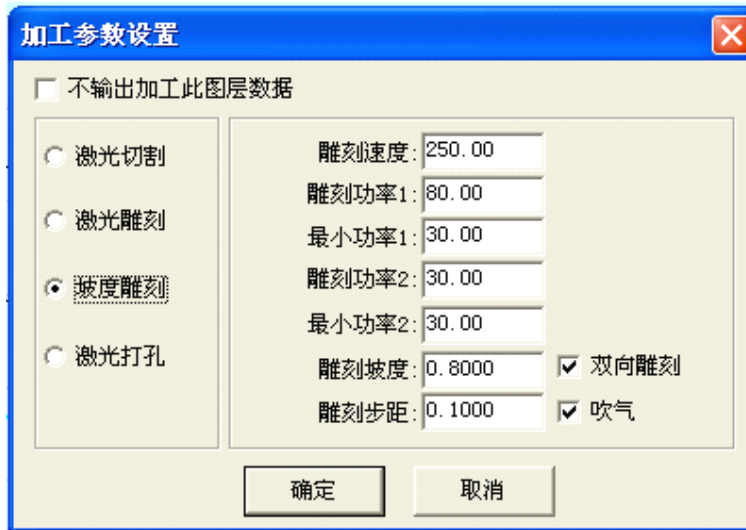 加工参数设置
不输出加工此图层数据
激光切割
激光雕刻
坡度雕刻
激光打孔
雕刻速度:250.00
雕刻功率1:80.00
最小功率1:30.00
雕刻功率2:30.00
最小功率2:30.00
雕刻坡度:0.8000 双向雕刻
雕刻步距:0.1000 吹气
确定 取消